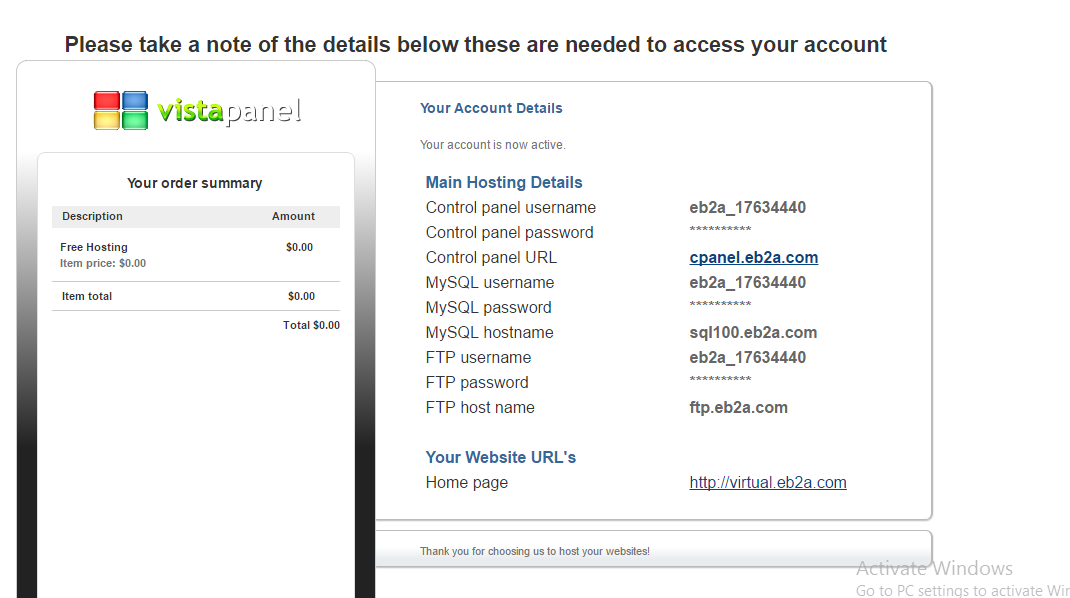 Please take a note of the details below these are needed to access your account
vistapanel
Your order summary
Description Amount
Free Hosting $0.00
Item price: $0.00
Item total $0.00
Total $0.00
Your Account Details
Your account is now active.
Main Hosting Details
Control panel username eb2a_17634440
Control panel password **********
Control panel URL cpanel.eb2a.com
MySQL username eb2a_17634440
MySQL password **********
MySQL hostname sql100.eb2a.com
FTP username eb2a_17634440
FTP password **********
FTP host name ftp.eb2a.com
Your Website URL's
Home page http://virtual.eb2a.com
Thank you for choosing us to host your websites!
Activate Windows
Go to PC settings to activate Wir